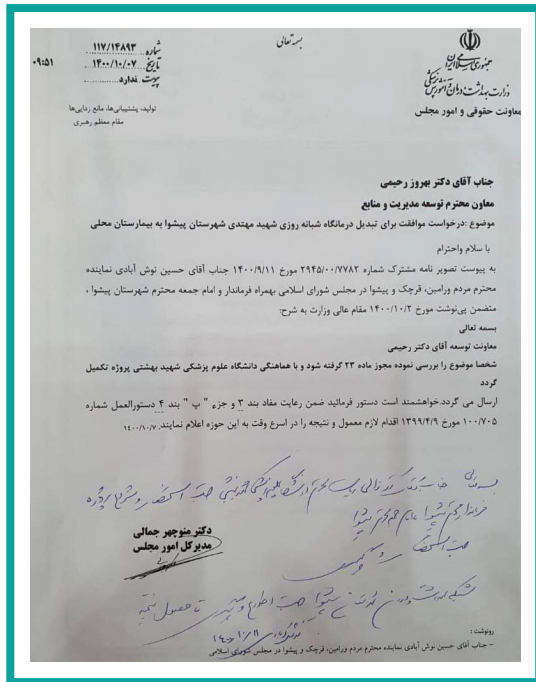 بسمه تعالی
جمهوری اسلامی ایران
وزارت بهداشت، درمان و آموزش پزشکی
معاونت حقوقی و امور مجلس
شماره ۱۱۷/۱۴۸۹۳
تاریخ ۱۴۰۰/۱۰/۰۷
۰۹:۵۱
پیوست ندارد
تولید، پشتیبانی‌ها، مانع زدایی‌ها
مقام معظم رهبری
جناب آقای دکتر بهروز رحیمی
معاون محترم توسعه مدیریت و منابع
موضوع :درخواست موافقت برای تبدیل درمانگاه شبانه روزی شهید مهتدی شهرستان پیشوا به بیمارستان محلی
با سلام واحترام
به پیوست تصویر نامه مشترک شماره ۲۹۴۵/۰۰/۷۷۸۲ مورخ ۱۴۰۰/۹/۱۱ جناب آقای حسین نوش آبادی نماینده
محترم مردم ورامین، قرچک و پیشوا در مجلس شورای اسلامی بهمراه فرماندار و امام جمعه محترم شهرستان پیشوا ،
متضمن پی‌نوشت مورخ ۱۴۰۰/۱۰/۲ مقام عالی وزارت به شرح:
بسمه تعالی
معاونت توسعه آقای دکتر رحیمی
شخصا موضوع را بررسی نموده مجوز ماده ۲۳ گرفته شود و با هماهنگی دانشگاه علوم پزشکی شهید بهشتی پروژه تکمیل
گردد
ارسال می گردد.خواهشمند است دستور فرمائید ضمن رعایت مفاد بند ۳ و جزء " پ " بند ۴ دستورالعمل شماره
۱۰۰/۷۰۵ مورخ ۱۳۹۹/۴/۹ اقدام لازم معمول و نتیجه را در اسرع وقت به این حوزه اعلام نمایند. ۱۴۰۰/۱۰/۷
فرماندار محترم پیشوا
جهت استحضار
دکتر منوچهر جمالی
مدیرکل امور مجلس
رونوشت :
- جناب آقای حسین نوش آبادی نماینده محترم مردم ورامین، قرچک و پیشوا در مجلس شورای اسلامی